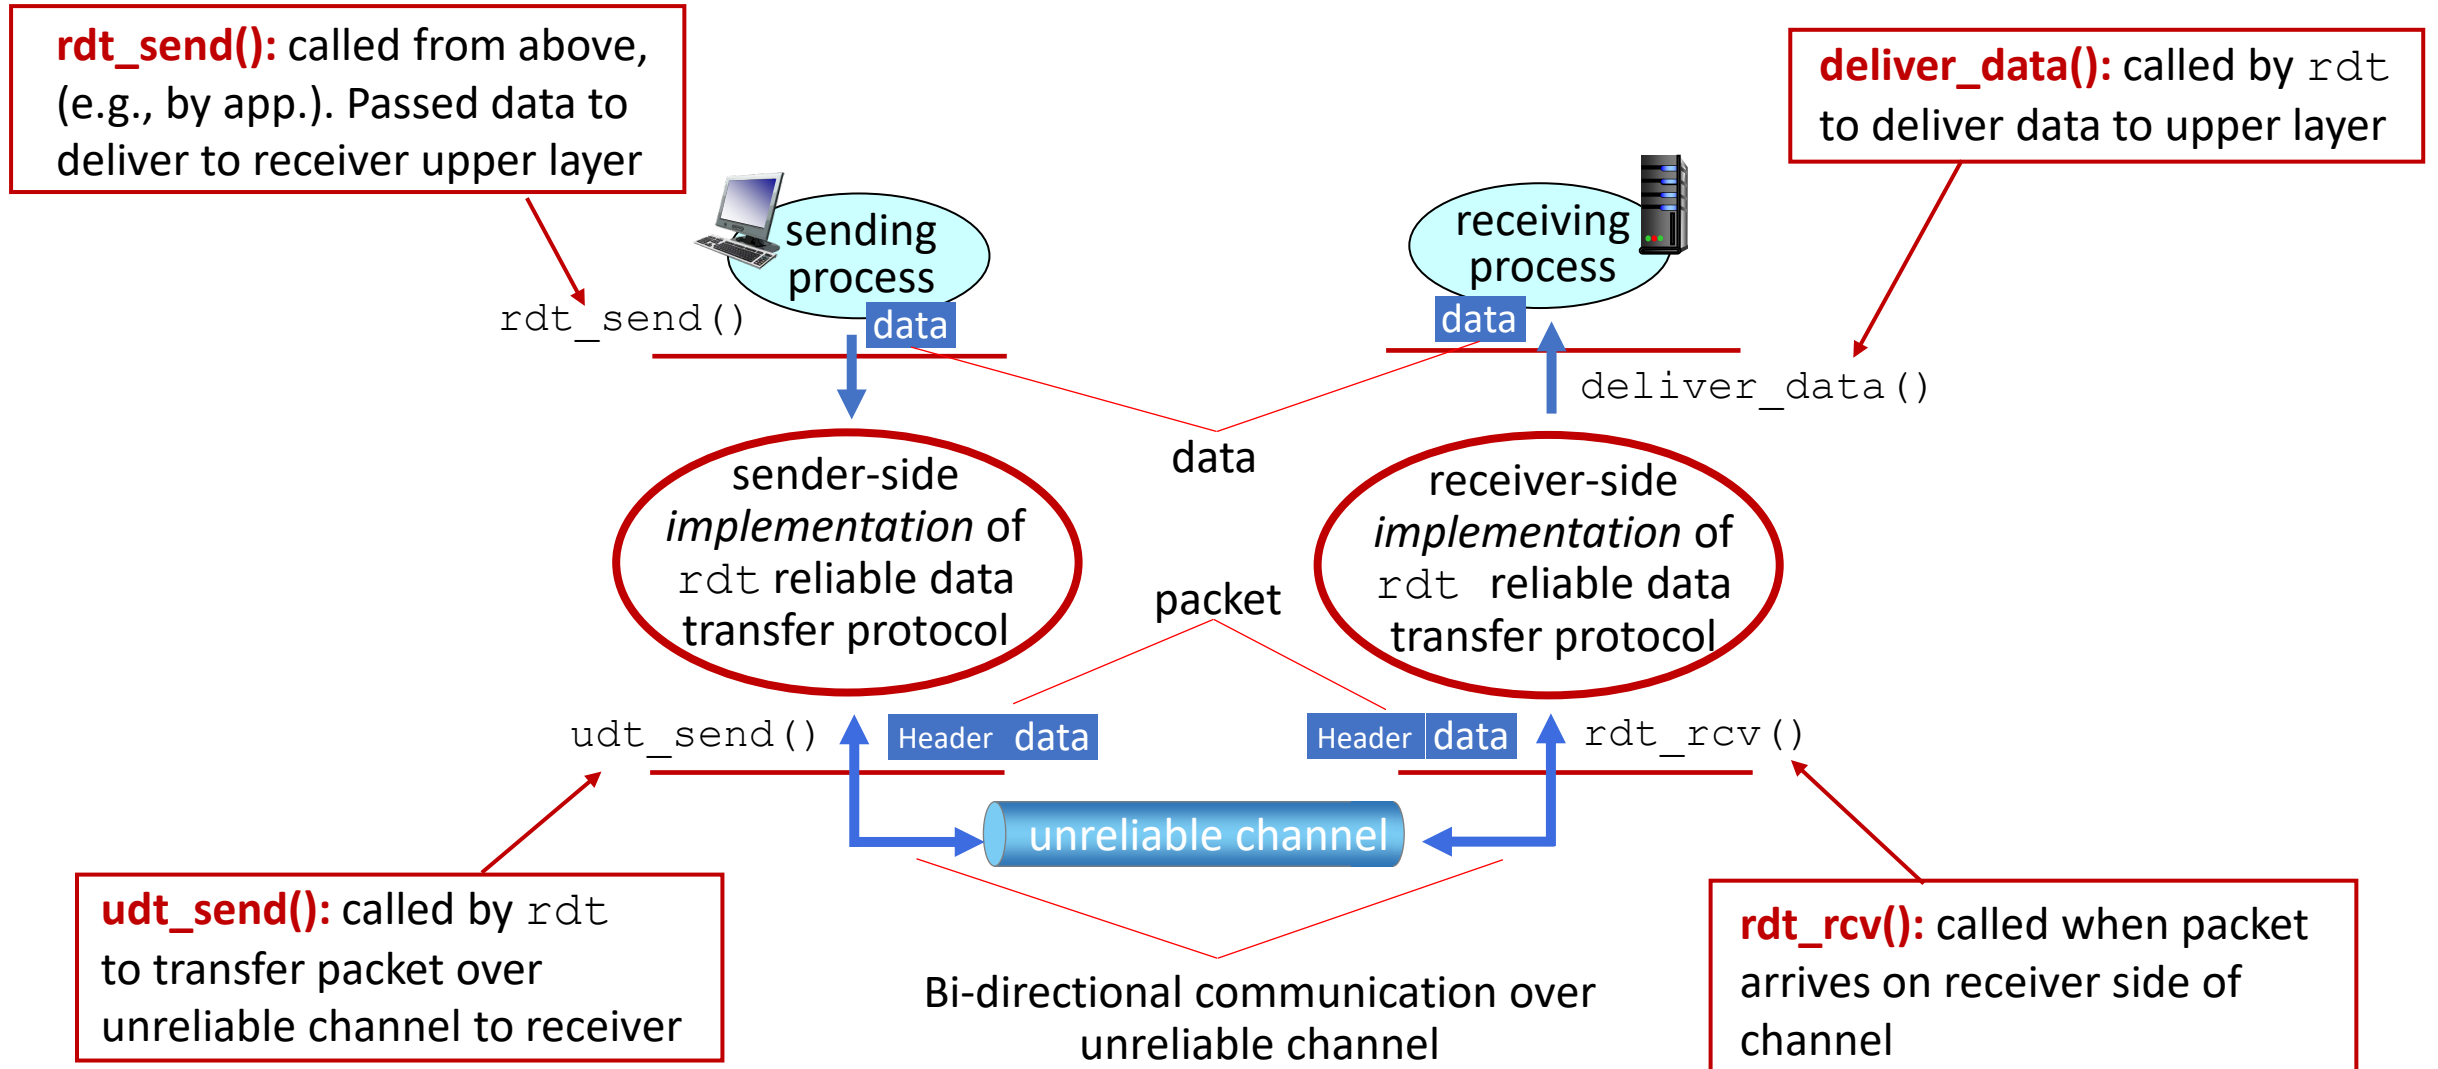 rdt_send(): called from above,
(e.g., by app.). Passed data to
deliver to receiver upper layer
deliver_data(): called by rdt
to deliver data to upper layer
sending
process
receiving
process
rdt_send()
data
data
deliver_data()
data
sender-side
implementation of
rdt reliable data
transfer protocol
receiver-side
implementation of
rdt reliable data
transfer protocol
packet
udt_send()
Header data
Header data
rdt_rcv()
unreliable channel
udt_send(): called by rdt
to transfer packet over
unreliable channel to receiver
Bi-directional communication over
unreliable channel
rdt_rcv(): called when packet
arrives on receiver side of
channel